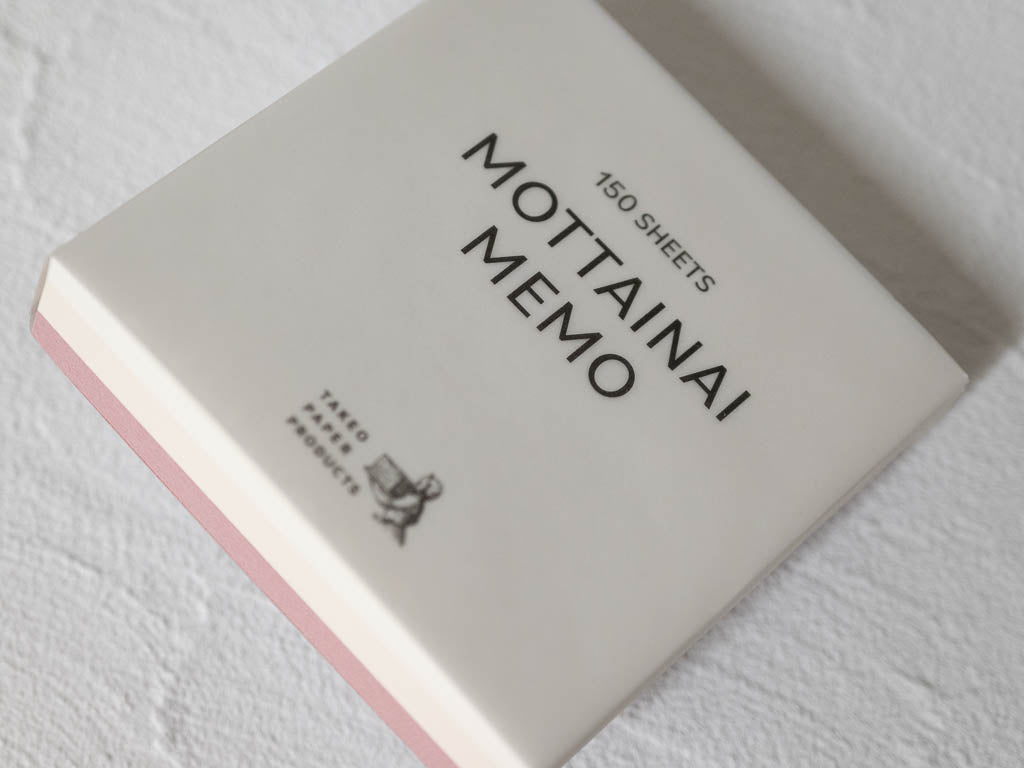 150 SHEETS
MOTTAINAI
MEMO
TAKEO
PAPER
PRODUCTS